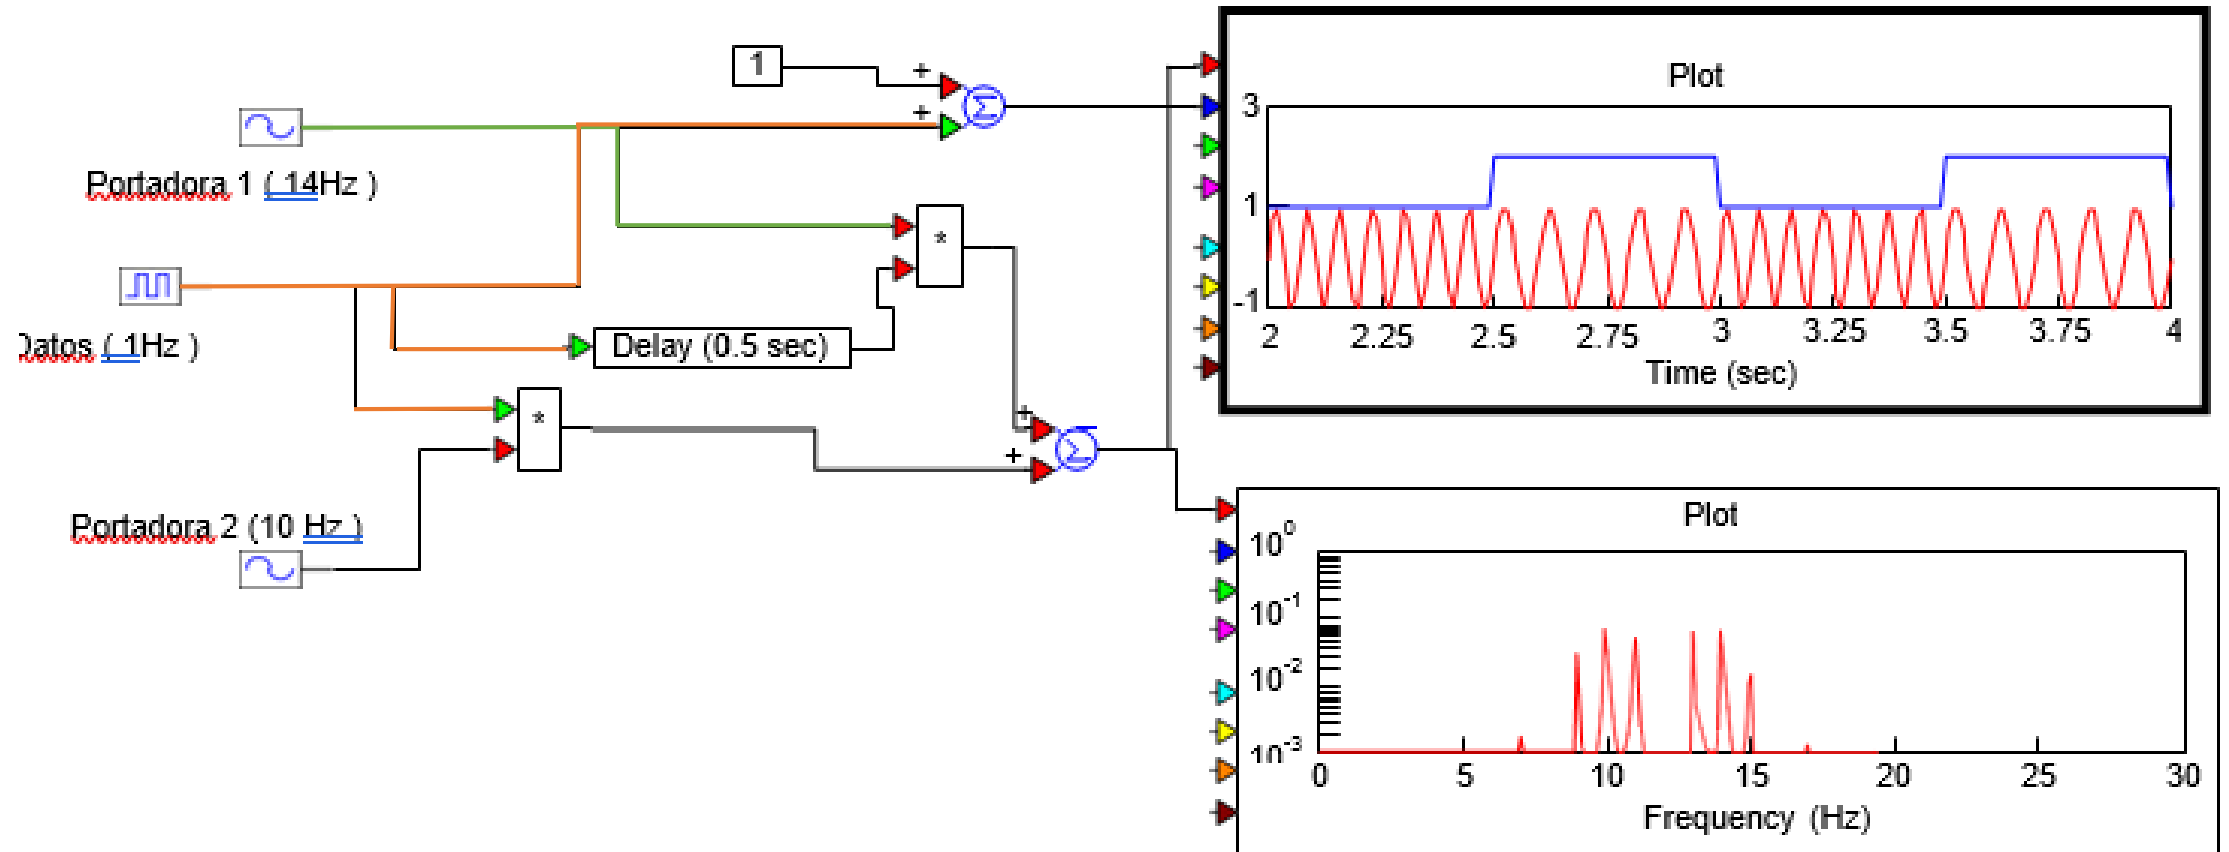 1
+
+
Portadora 1 ( 14Hz )
*
Datos ( 1Hz )
Delay (0.5 sec)
*
+
+
Portadora 2 (10 Hz )
Plot
3
1
-1
2 2.25 2.5 2.75 3 3.25 3.5 3.75 4
Time (sec)
Plot
10^0
10^-1
10^-2
10^-3
0 5 10 15 20 25 30
Frequency (Hz)